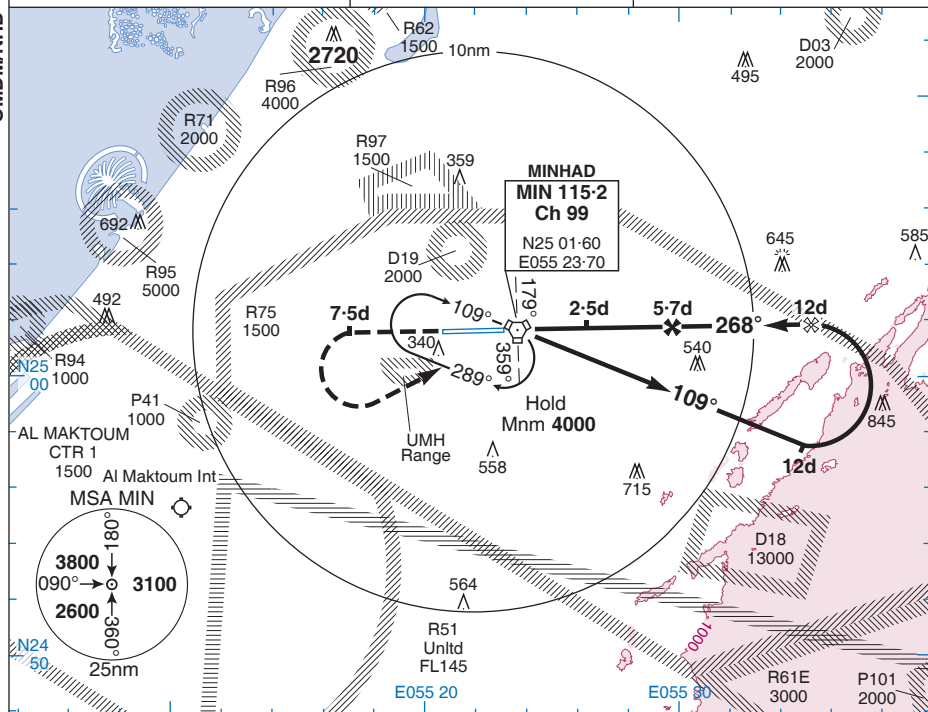 R62
1500
2720
10nm
R96
4000
495
D03
2000
R71
2000
R97
1500
359
MINHAD
MIN 115·2
Ch 99
N25 01·60
E055 23·70
692
R95
5000
D19
2000
645
585
492
R75
1500
7·5d
109°
179°
2·5d
5·7d
268°
12d
340
359°
540
R94
1000
N25
00
289°
109°
P41
1000
Hold
Mnm 4000
845
AL MAKTOUM
CTR 1
1500
UMH
Range
558
12d
715
Al Maktoum Int
MSA MIN
180°
3800
090°
3100
2600
360°
25nm
D18
13000
564
R51
Unltd
FL145
1000
N24
50
E055 20
E055 30
R61E
3000
P101
2000